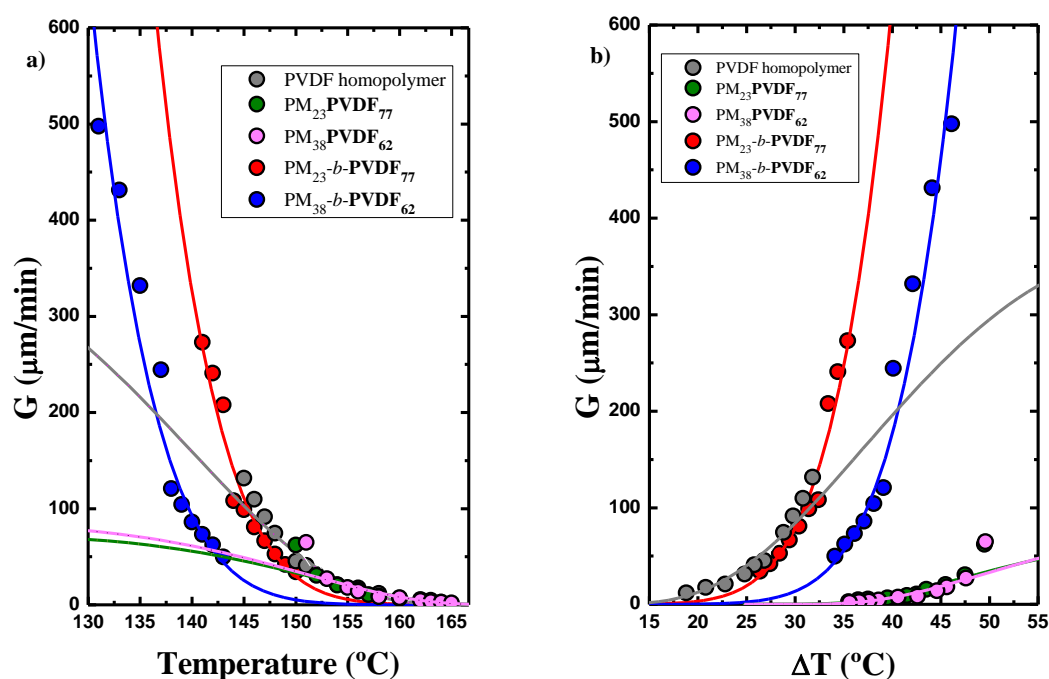 a)
600
500
400
300
200
100
0
G (μm/min)
PVDF homopolymer
PM23PVDF77
PM38PVDF62
PM23-b-PVDF77
PM38-b-PVDF62
130 135 140 145 150 155 160 165
Temperature (ºC)
b)
600
500
400
300
200
100
0
G (μm/min)
PVDF homopolymer
PM23PVDF77
PM38PVDF62
PM23-b-PVDF77
PM38-b-PVDF62
15 20 25 30 35 40 45 50 55
ΔT (ºC)